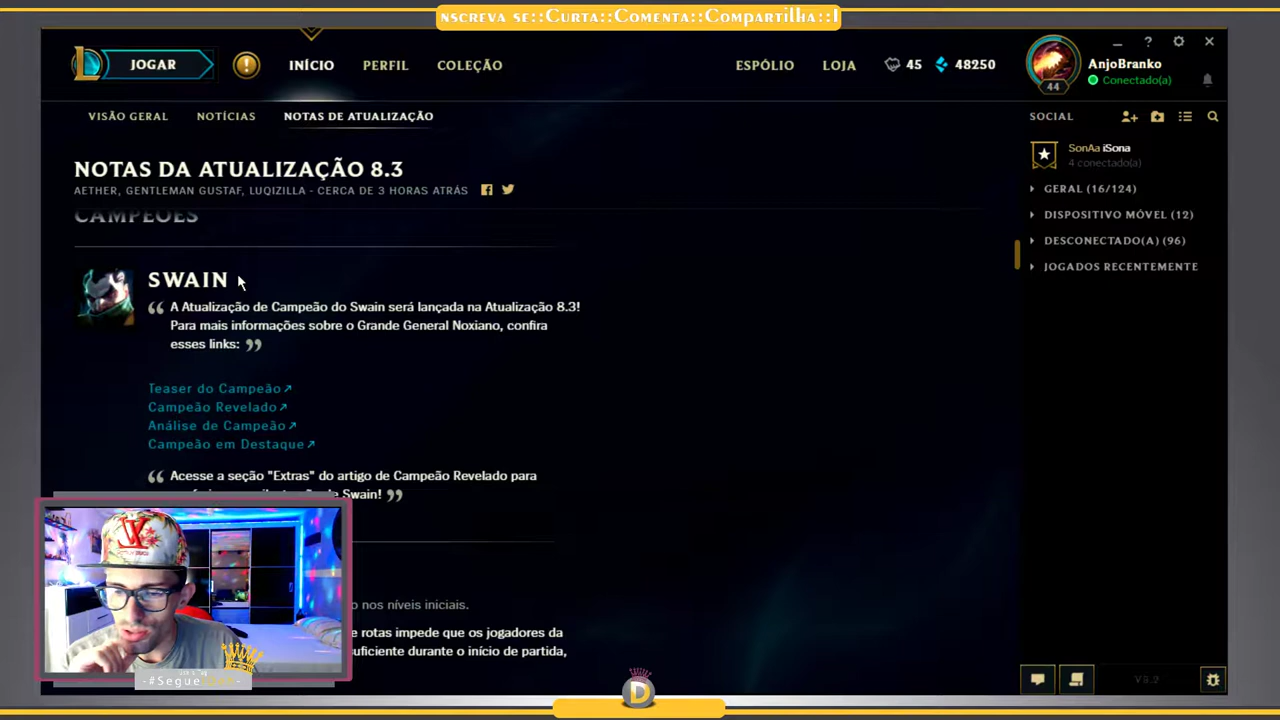 nscreva se::Curta::Comenta::Compartilha::I
JOGAR
INÍCIO
PERFIL
COLEÇÃO
ESPÓLIO
LOJA
45
48250
44
AnjoBranko
Conectado(a)
VISÃO GERAL
NOTÍCIAS
NOTAS DE ATUALIZAÇÃO
SOCIAL
NOTAS DA ATUALIZAÇÃO 8.3
AETHER, GENTLEMAN GUSTAF, LUQIZILLA - CERCA DE 3 HORAS ATRÁS
SonAa iSona
4 conectado(a)
GERAL (16/124)
DISPOSITIVO MÓVEL (12)
DESCONECTADO(A) (96)
JOGADOS RECENTEMENTE
CAMPEÕES
SWAIN
“ A Atualização de Campeão do Swain será lançada na Atualização 8.3!
Para mais informações sobre o Grande General Noxiano, confira
esses links: ”
Teaser do Campeão
Campeão Revelado
Análise de Campeão
Campeão em Destaque
“ Acesse a seção "Extras" do artigo de Campeão Revelado para
Swain! ”
o nos níveis iniciais.
e rotas impede que os jogadores da
suficiente durante o início de partida,
V8.2